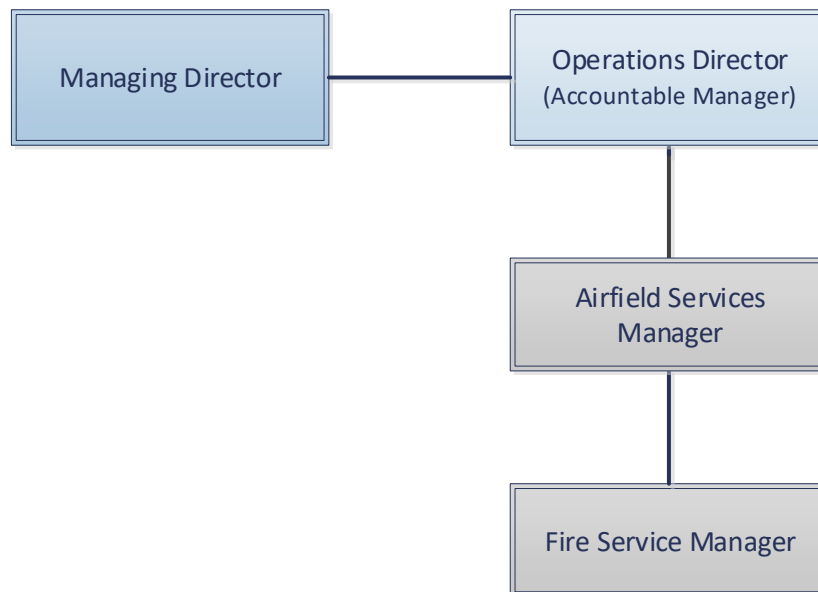 Managing Director
Operations Director
(Accountable Manager)
Airfield Services
Manager
Fire Service Manager